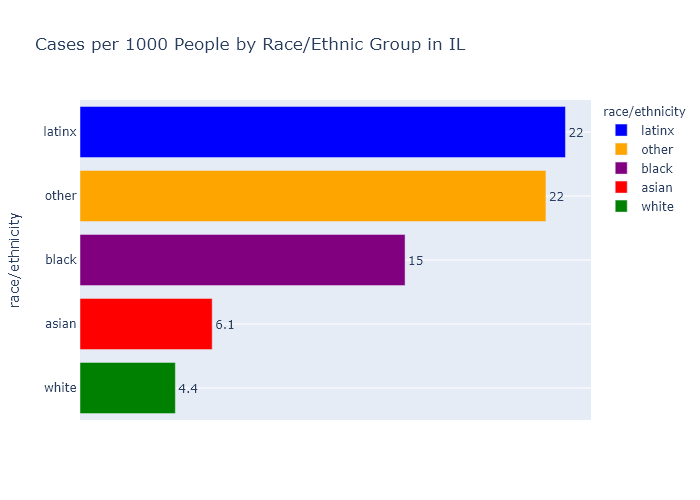 Cases per 1000 People by Race/Ethnic Group in IL
race/ethnicity
latinx
other
black
asian
white
latinx 22
other 22
black 15
asian 6.1
white 4.4
race/ethnicity